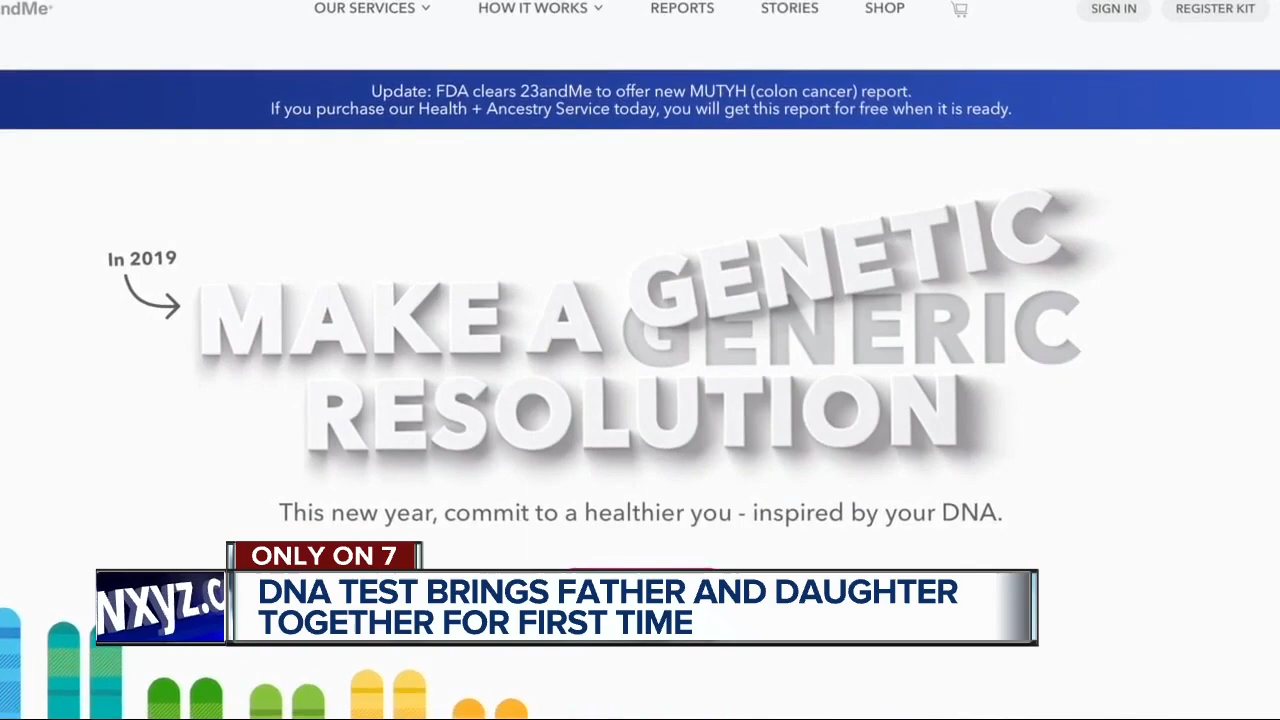 ndMe
OUR SERVICES HOW IT WORKS REPORTS STORIES SHOP SIGN IN REGISTER KIT
Update: FDA clears 23andMe to offer new MUTYH (colon cancer) report.
If you purchase our Health + Ancestry Service today, you will get this report for free when it is ready.
In 2019
MAKE A GENETIC
GENERIC
RESOLUTION
This new year, commit to a healthier you - inspired by your DNA.
ONLY ON 7
DNA TEST BRINGS FATHER AND DAUGHTER
TOGETHER FOR FIRST TIME
WXYZ.C